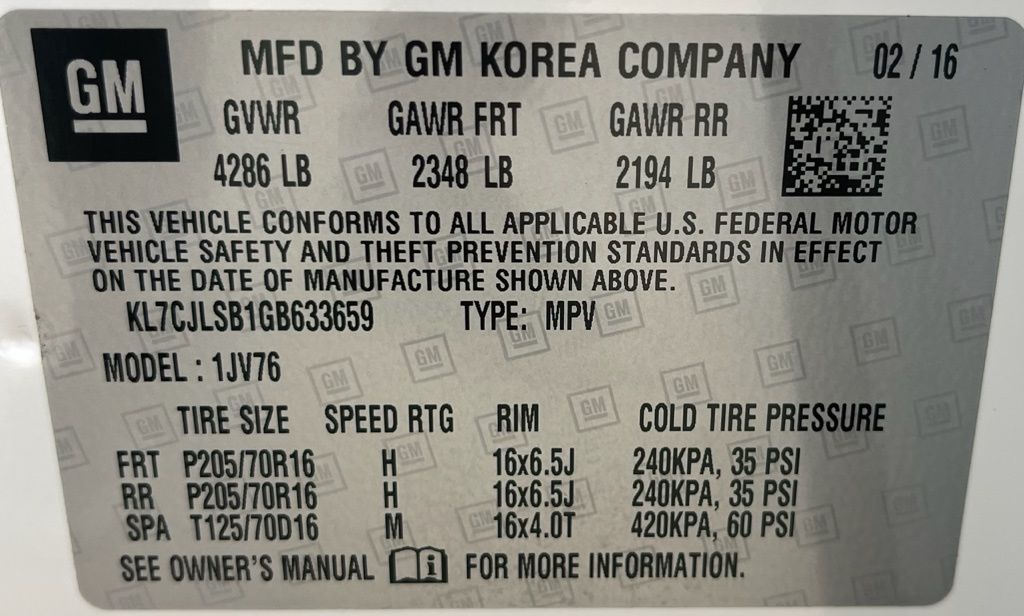 GM
MFD BY GM KOREA COMPANY 02 / 16
GVWR GAWR FRT GAWR RR
4286 LB 2348 LB 2194 LB
THIS VEHICLE CONFORMS TO ALL APPLICABLE U.S. FEDERAL MOTOR
VEHICLE SAFETY AND THEFT PREVENTION STANDARDS IN EFFECT
ON THE DATE OF MANUFACTURE SHOWN ABOVE.
KL7CJLSB1GB633659 TYPE: MPV
MODEL : 1JV76
TIRE SIZE SPEED RTG RIM COLD TIRE PRESSURE
FRT P205/70R16 H 16x6.5J 240KPA, 35 PSI
RR P205/70R16 H 16x6.5J 240KPA, 35 PSI
SPA T125/70D16 M 16x4.0T 420KPA, 60 PSI
SEE OWNER'S MANUAL i FOR MORE INFORMATION.